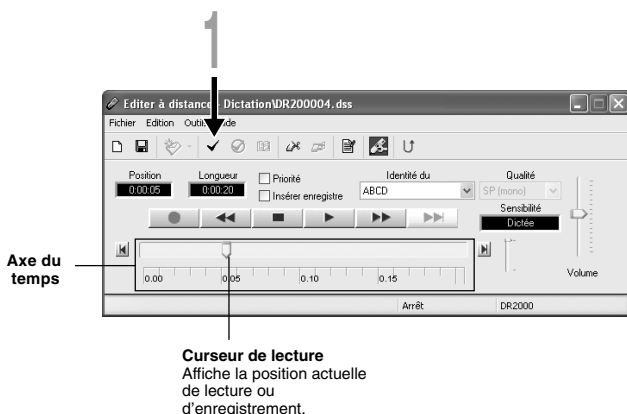 1
Editer à distance - Dictation\DR200004.dss
Fichier Edition Outils Aide
Position Longueur Priorité Identité du Qualité
0:00:05 0:00:20 Insérer enregistre ABCD SP (mono)
Sensibilité
Dictée
Volume
Axe du
temps
0.00 0.05 0.10 0.15
Arrêt DR2000
Curseur de lecture
Affiche la position actuelle
de lecture ou
d'enregistrement.